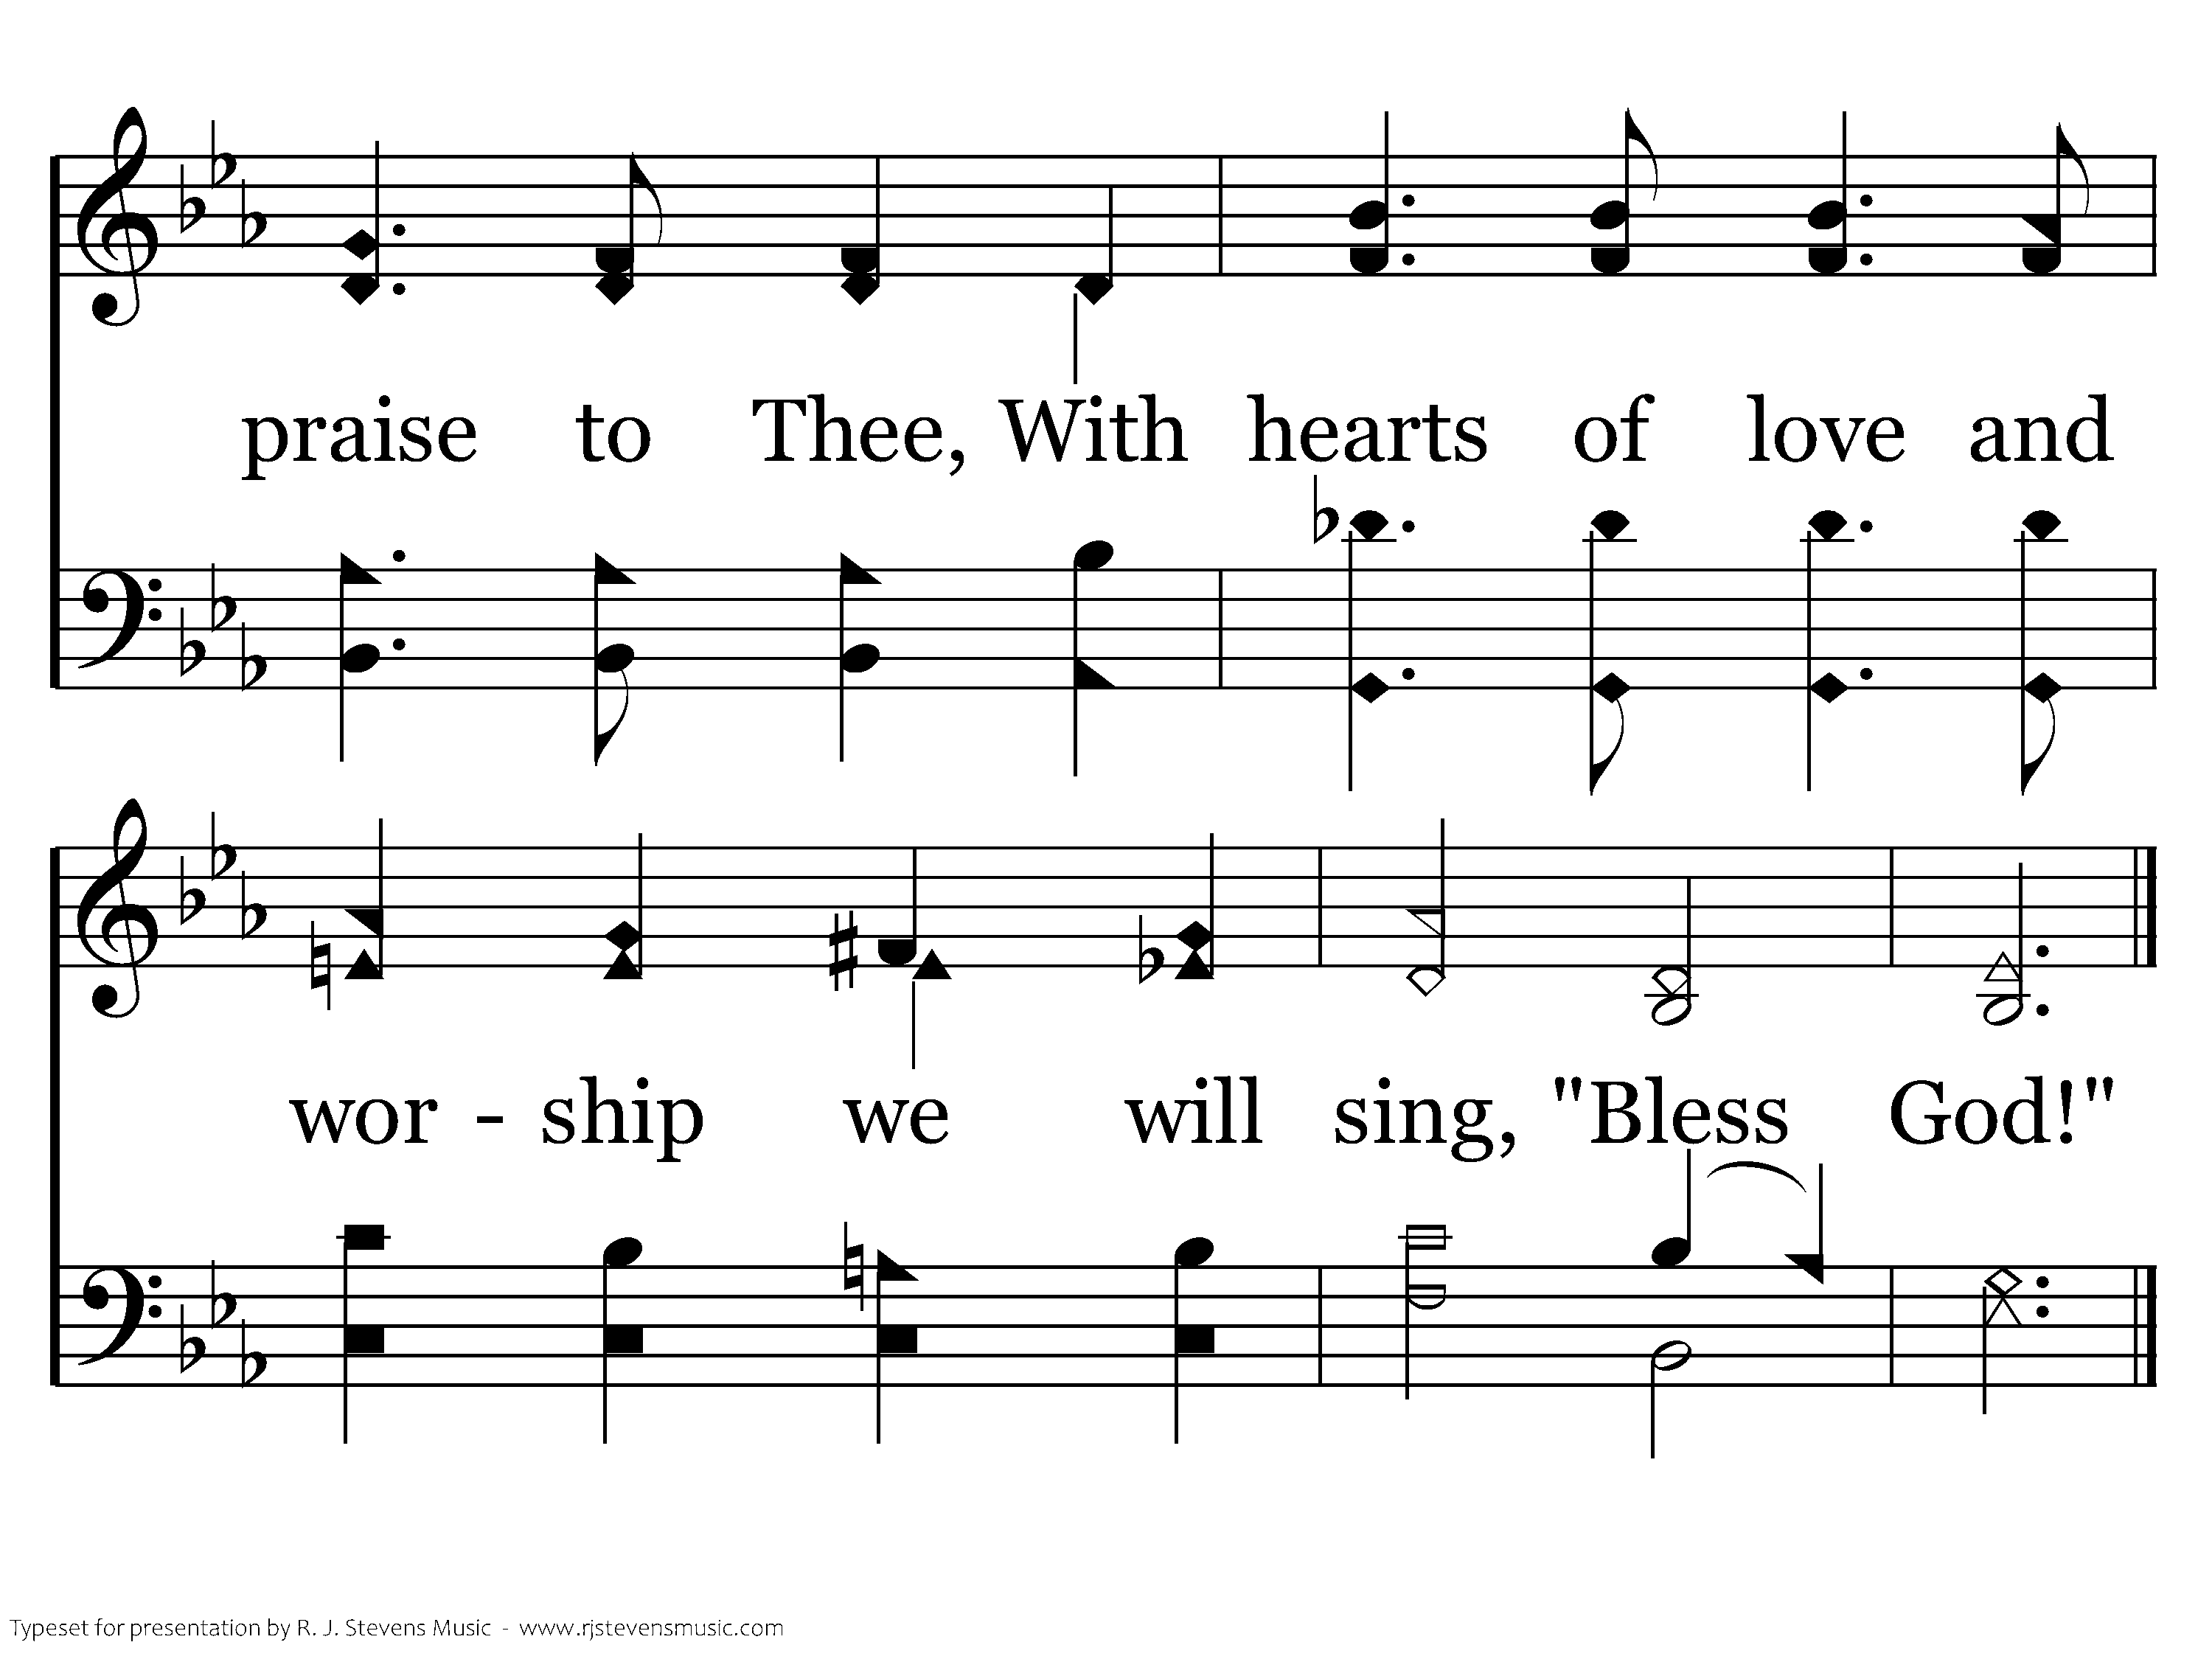 praise to Thee, With hearts of love and
wor - ship we will sing, "Bless God!"
Typeset for presentation by R. J. Stevens Music - www.rjstevensmusic.com